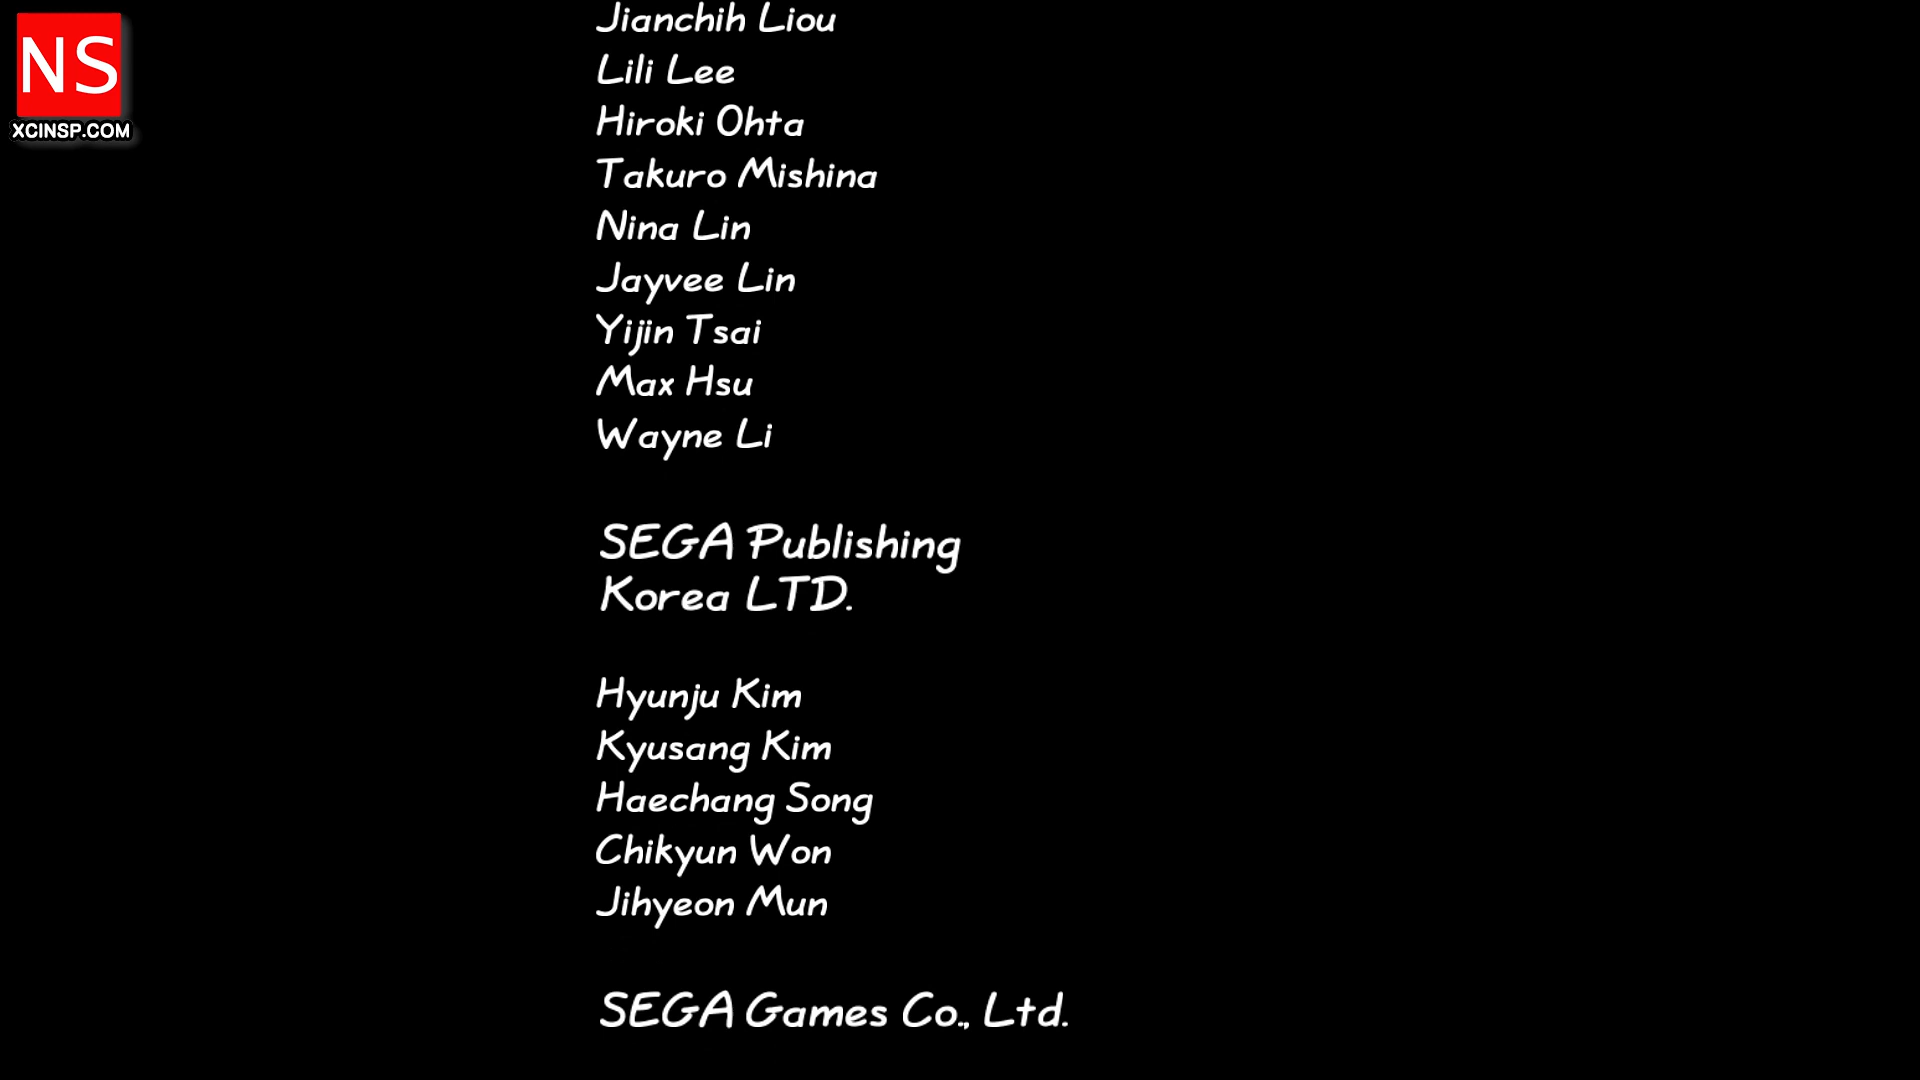 NS
XCINSP.COM
Jianchih Liou
Lili Lee
Hiroki Ohta
Takuro Mishina
Nina Lin
Jayvee Lin
Yijin Tsai
Max Hsu
Wayne Li
SEGA Publishing
Korea LTD.
Hyunju Kim
Kyusang Kim
Haechang Song
Chikyun Won
Jihyeon Mun
SEGA Games Co., Ltd.